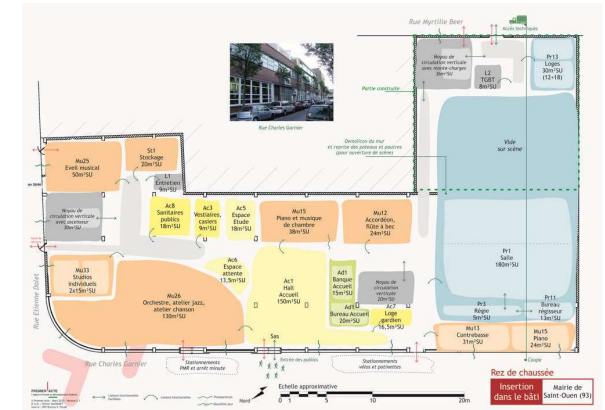 Rue Myrtille Beer
Accès techniques
Noyau de
circulation verticale
avec monte-charges
36m²SU
L2
TGBT
8m²SU
Pr13
Loges
30m²SU
(12+18)
Partie construite
Rue Charles Garnier
Démolition du mur
et reprise des poteaux et poutres
(pour ouverture de scène)
Vide
sur scène
Mu25
Eveil musical
50m²SU
St1
Stockage
20m²SU
L1
Entretien
9m²SU
Noyau de
circulation verticale
avec ascenseur
30m²SU
Ac8
Sanitaires
publics
18m²SU
Ac3
Vestiaires,
casiers
9m²SU
Ac5
Espace
Etude
18m²SU
Mu15
Piano et musique
de chambre
38m²SU
Mu12
Accordéon,
flûte à bec
24m²SU
Pr1
Salle
180m²SU
Mu33
Studios
individuels
2x15m²SU
Ac6
Espace
attente
13,5m²SU
Ac1
Hall
Accueil
150m²SU
Ad1
Banque
Accueil
15m²SU
Noyau de
circulation
verticale
20m²SU
Mu26
Orchestre, atelier jazz,
atelier chanson
130m²SU
Ad1
Bureau Accueil
20m²SU
Ac7
Loge
gardien
16,5m²SU
Pr3
Régie
5m²SU
Pr11
Bureau
régisseur
13m²SU
Mu13
Contrebasse
31m²SU
Mu15
Piano
24m²SU
Rue Etienne Dolet
Sas
Rue Charles Garnier
Stationnements
PMR et arrêt minute
Entrée des publics
Stationnements
vélos et patinettes
Coupe
PREMIER ACTE
Nord
Echelle approximative
0 1 5 10 20m
Rez de chaussée
Insertion
dans le bâti
Mairie de
Saint-Ouen (93)